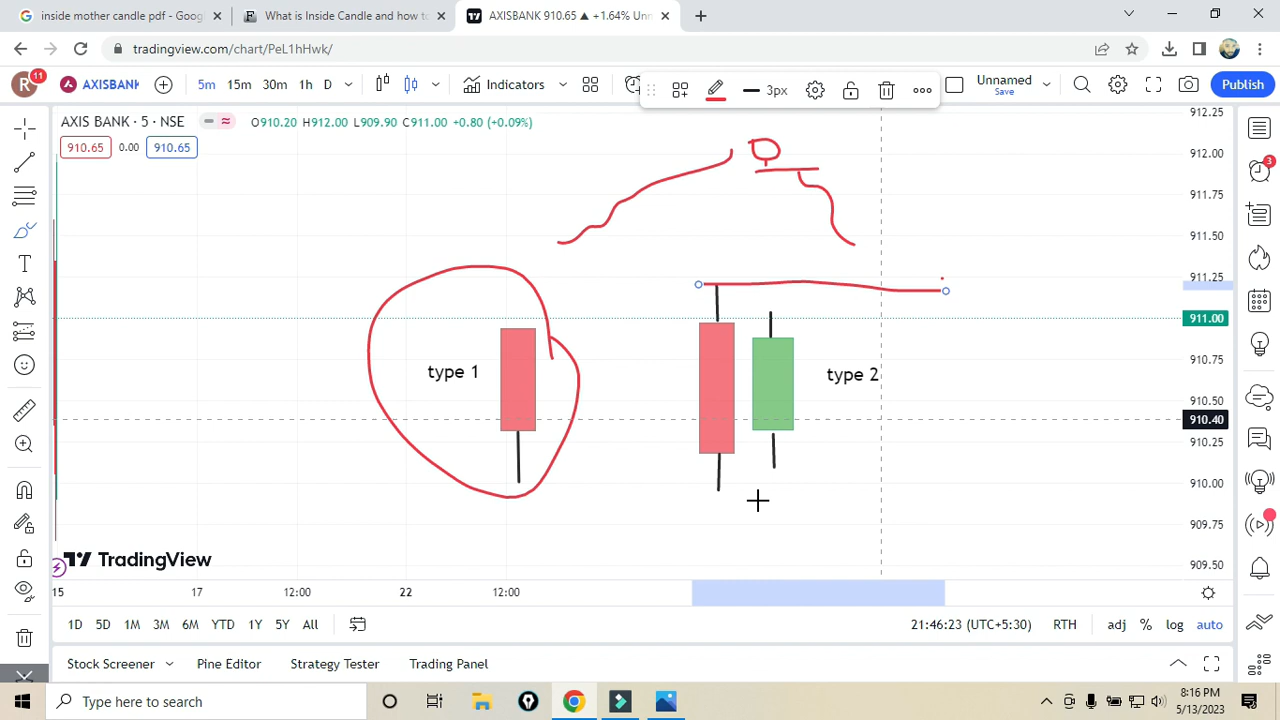 inside mother candle pdf - Goog
What is Inside Candle and how to
AXISBANK 910.65 ▲ +1.64% Unn
tradingview.com/chart/PeL1hHwk/
R 11 AXISBANK 5m 15m 30m 1h D Indicators 3px Unnamed Save Publish
AXIS BANK · 5 · NSE O910.20 H912.00 L909.90 C911.00 +0.80 (+0.09%)
910.65 0.00 910.65
912.25
912.00
911.75
911.50
911.25
911.00
910.75
910.50
910.40
910.25
910.00
909.75
909.50
type 1
type 2
TradingView
15 17 12:00 22 12:00
1D 5D 1M 3M 6M YTD 1Y 5Y All 21:46:23 (UTC+5:30) RTH adj % log auto
Stock Screener Pine Editor Strategy Tester Trading Panel
Type here to search
8:16 PM
5/13/2023
3